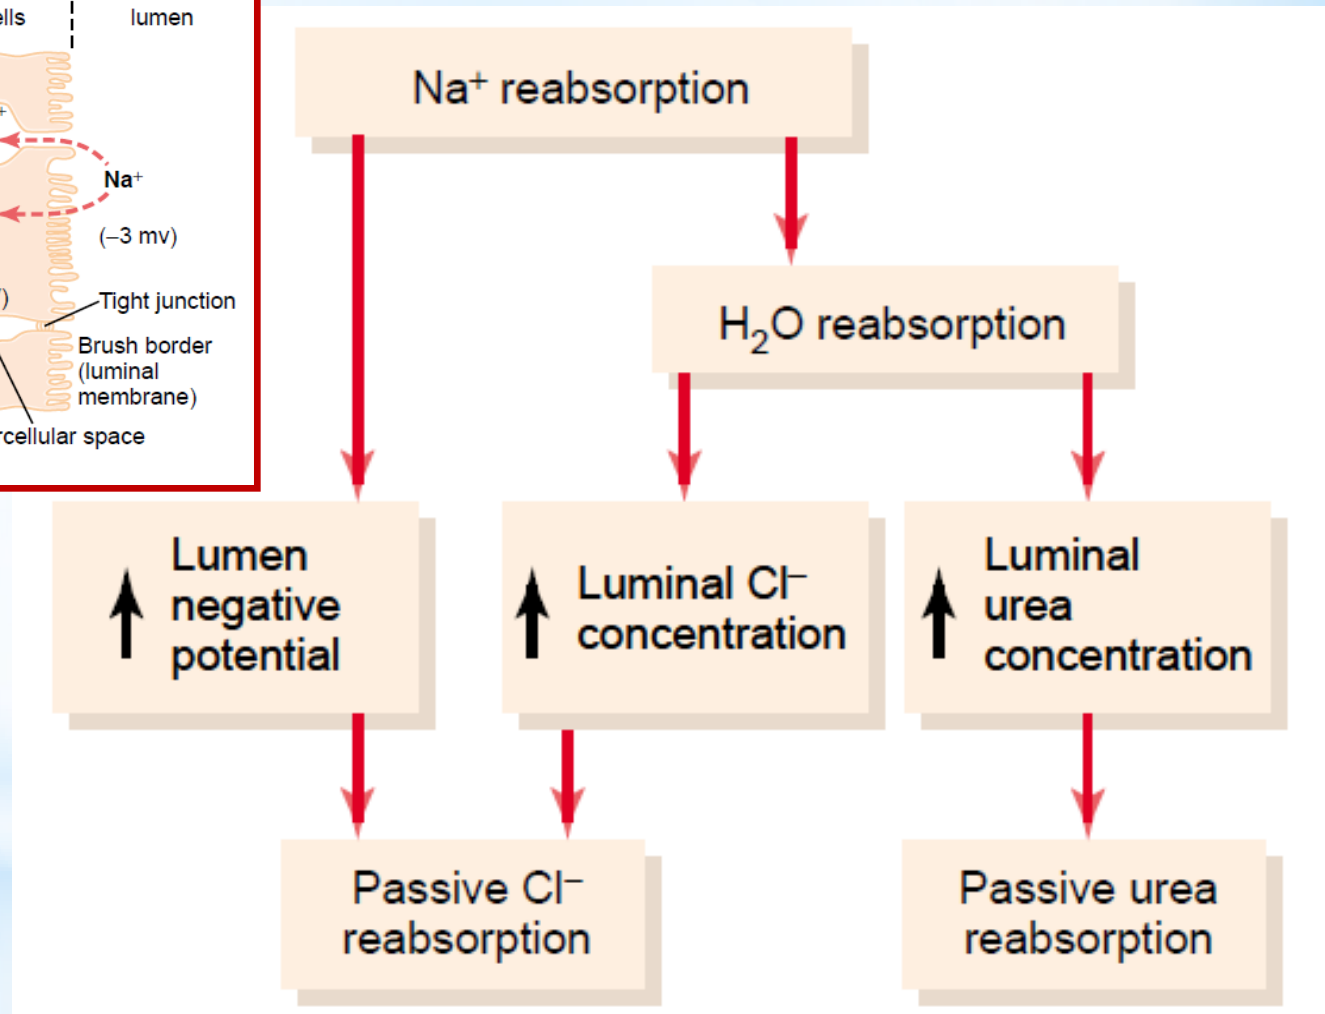 lumen
Na⁺
(–3 mv)
Tight junction
Brush border
(luminal
membrane)
space
Na⁺ reabsorption
H₂O reabsorption
Lumen
negative
potential
Luminal Cl⁻
concentration
Luminal
urea
concentration
Passive Cl⁻
reabsorption
Passive urea
reabsorption